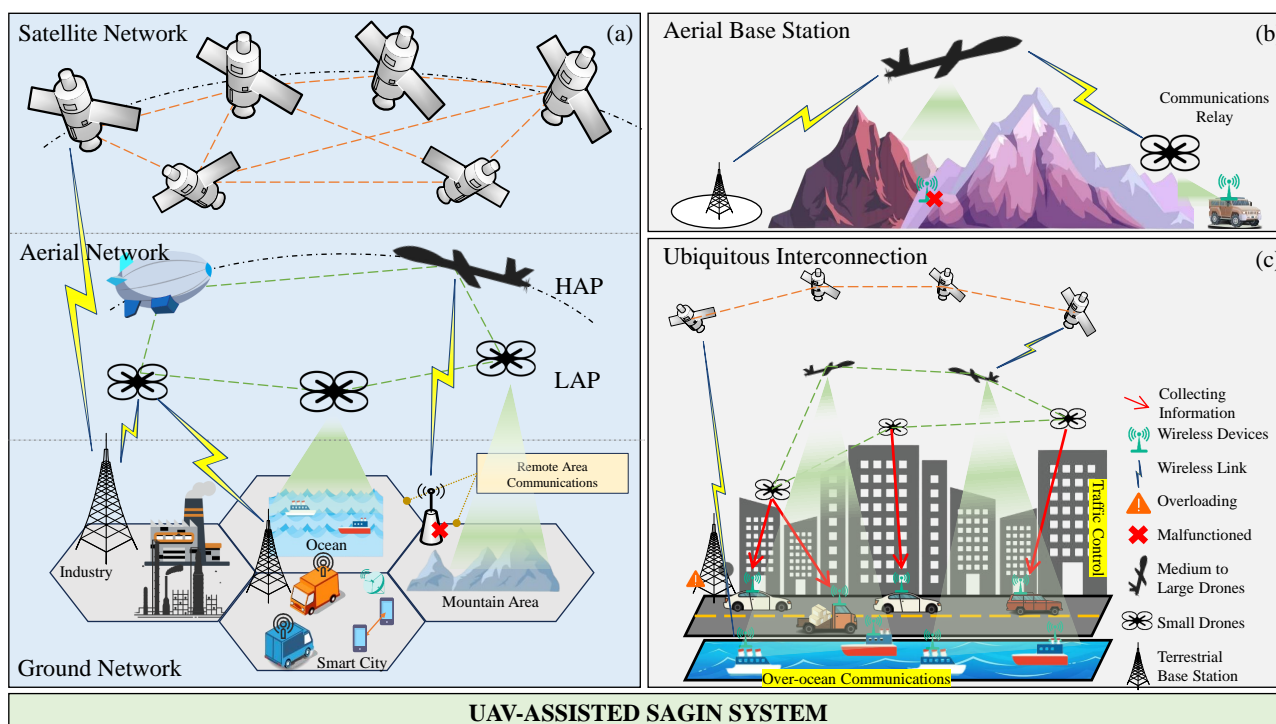 Satellite Network
(a)
Aerial Network
HAP
LAP
Remote Area
Communications
Industry
Ocean
Mountain Area
Smart City
Ground Network
Aerial Base Station
(b)
Communications
Relay
Ubiquitous Interconnection
(c)
Collecting
Information
Wireless Devices
Wireless Link
Overloading
Malfunctioned
Medium to
Large Drones
Small Drones
Terrestrial
Base Station
Traffic Control
Over-ocean Communications
UAV-ASSISTED SAGIN SYSTEM